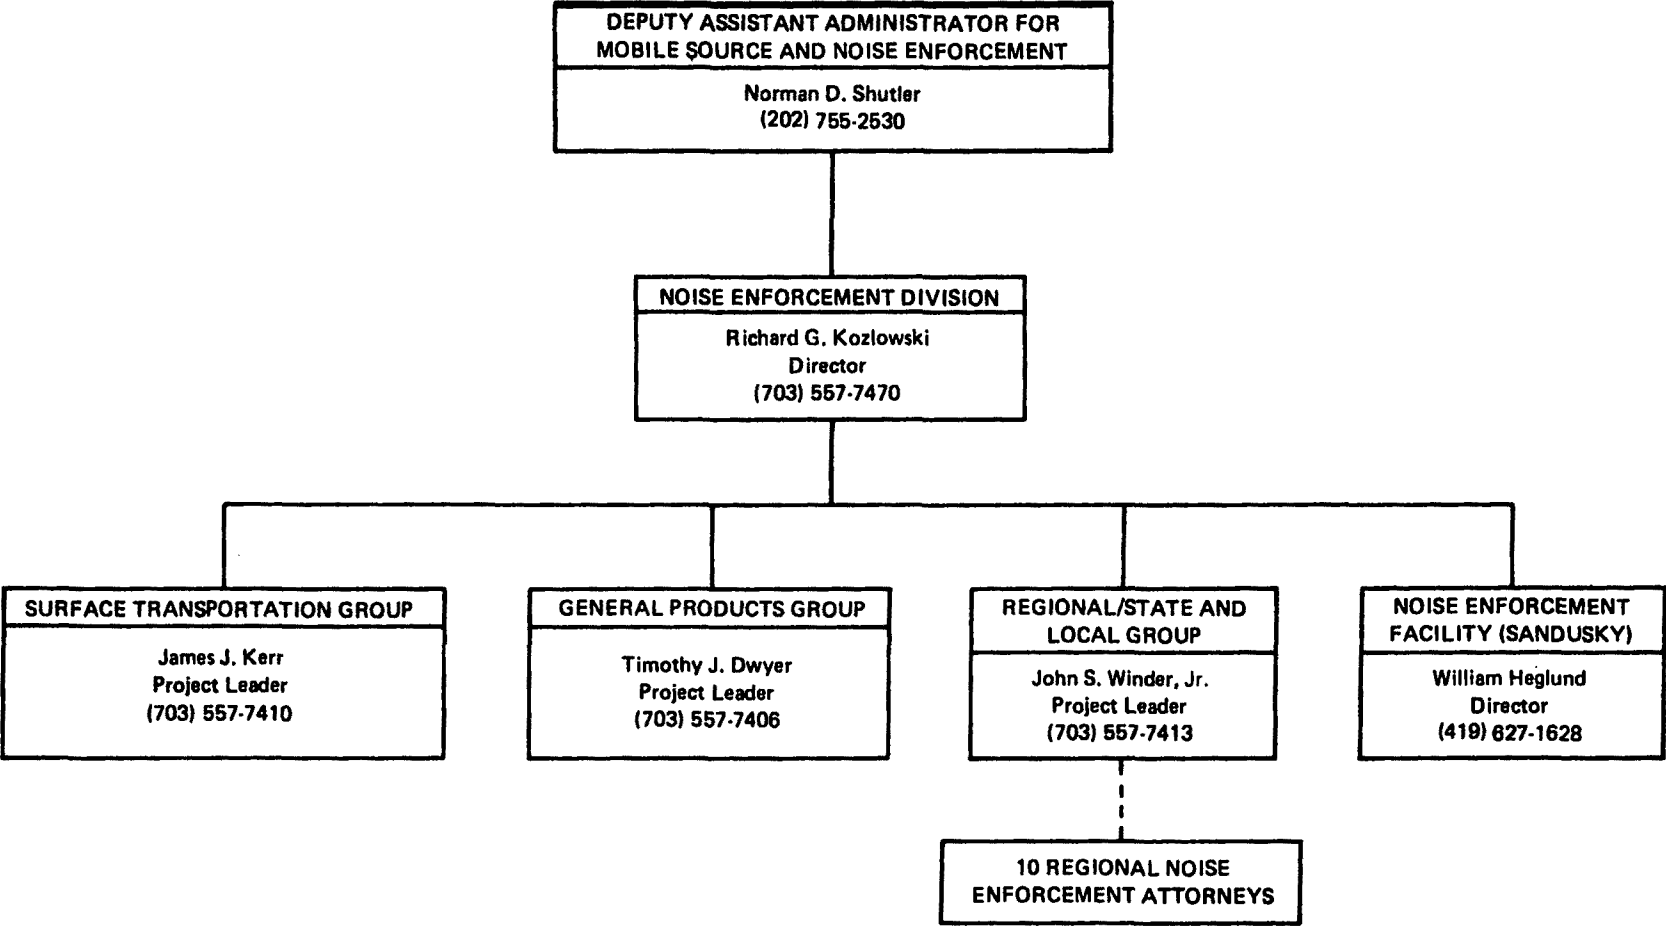 DEPUTY ASSISTANT ADMINISTRATOR FOR
MOBILE SOURCE AND NOISE ENFORCEMENT
Norman D. Shutler
(202) 755-2530
NOISE ENFORCEMENT DIVISION
Richard G. Kozlowski
Director
(703) 557-7470
SURFACE TRANSPORTATION GROUP
James J. Kerr
Project Leader
(703) 557-7410
GENERAL PRODUCTS GROUP
Timothy J. Dwyer
Project Leader
(703) 557-7406
REGIONAL/STATE AND
LOCAL GROUP
John S. Winder, Jr.
Project Leader
(703) 557-7413
NOISE ENFORCEMENT
FACILITY (SANDUSKY)
William Heglund
Director
(419) 627-1628
10 REGIONAL NOISE
ENFORCEMENT ATTORNEYS